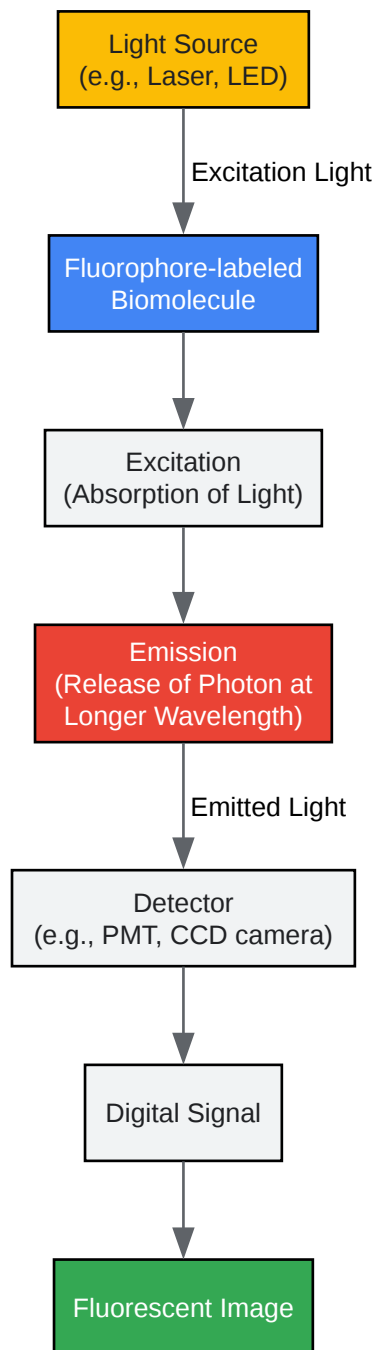 Light Source
(e.g., Laser, LED)
Excitation Light
Fluorophore-labeled
Biomolecule
Excitation
(Absorption of Light)
Emission
(Release of Photon at
Longer Wavelength)
Emitted Light
Detector
(e.g., PMT, CCD camera)
Digital Signal
Fluorescent Image